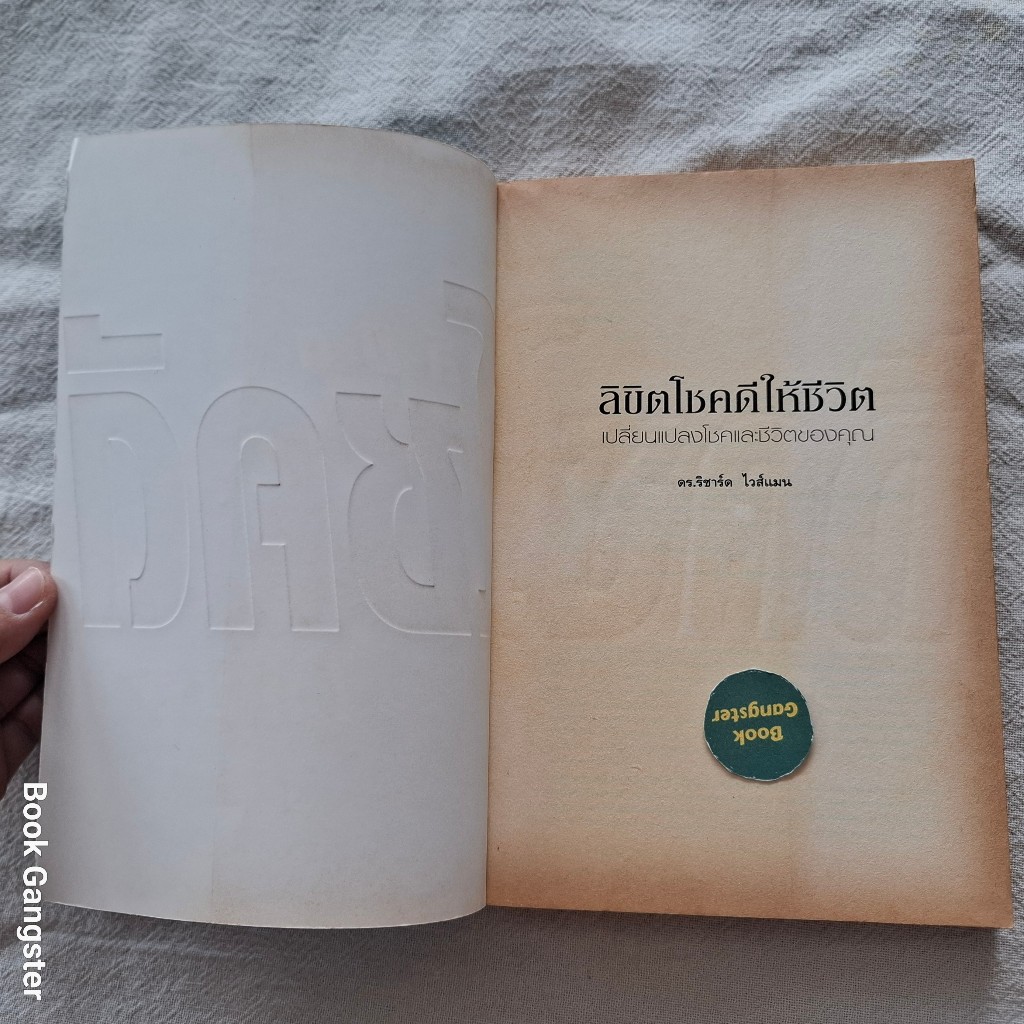 ลิขิตโชคดีให้ชีวิต
เปลี่ยนแปลงโชคและชีวิตของคุณ
ดร.ริชาร์ด ไวส์แมน
Book
Gangster
Book Gangster